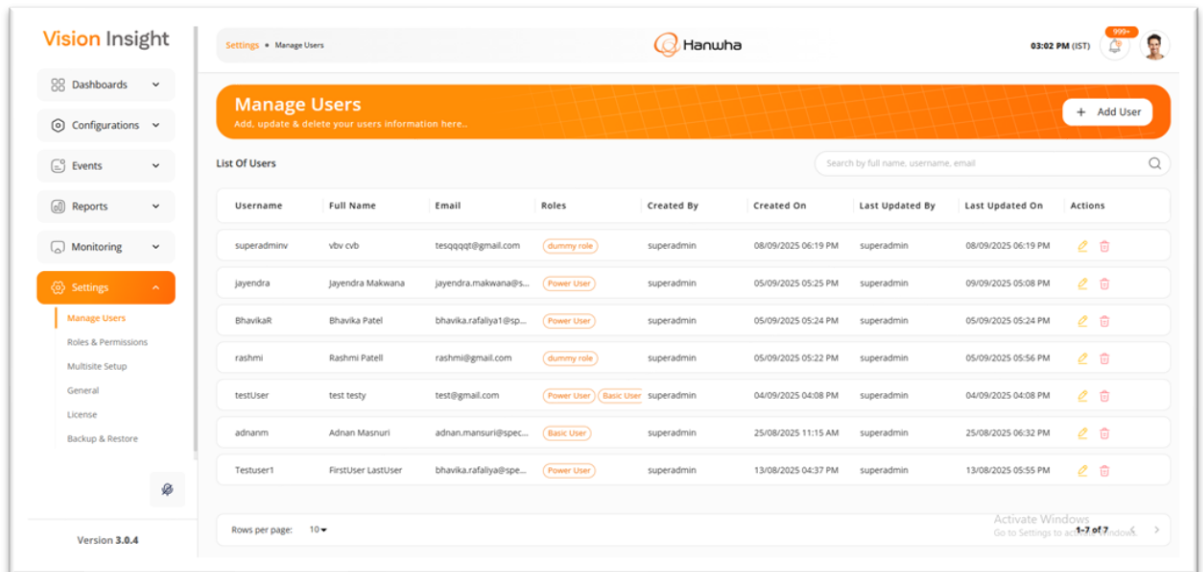 Vision Insight
Settings • Manage Users
Hanwha
03:02 PM (IST)
999+
Dashboards
Configurations
Events
Reports
Monitoring
Settings
Manage Users
Roles & Permissions
Multisite Setup
General
License
Backup & Restore
Version 3.0.4
Manage Users
Add, update & delete your users information here..
+ Add User
List Of Users
Search by full name, username, email
Username Full Name Email Roles Created By Created On Last Updated By Last Updated On Actions
superadminv vbv cvb tesqqqqt@gmail.com dummy role superadmin 08/09/2025 06:19 PM superadmin 08/09/2025 06:19 PM
jayendra Jayendra Makwana jayendra.makwana@s... Power User superadmin 05/09/2025 05:25 PM superadmin 09/09/2025 05:08 PM
BhavikaR Bhavika Patel bhavika.rafaliya1@sp... Power User superadmin 05/09/2025 05:24 PM superadmin 05/09/2025 05:24 PM
rashmi Rashmi Patell rashmi@gmail.com dummy role superadmin 05/09/2025 05:22 PM superadmin 05/09/2025 05:56 PM
testUser test testy test@gmail.com Power User Basic User superadmin 04/09/2025 04:08 PM superadmin 04/09/2025 04:08 PM
adnanm Adnan Masnuri adnan.mansuri@spec... Basic User superadmin 25/08/2025 11:15 AM superadmin 25/08/2025 06:32 PM
Testuser1 FirstUser LastUser bhavika.rafaliya@spe... Power User superadmin 13/08/2025 04:37 PM superadmin 13/08/2025 05:55 PM
Rows per page: 10
1-7 of 7
Activate Windows
Go to Settings to activate Windows.